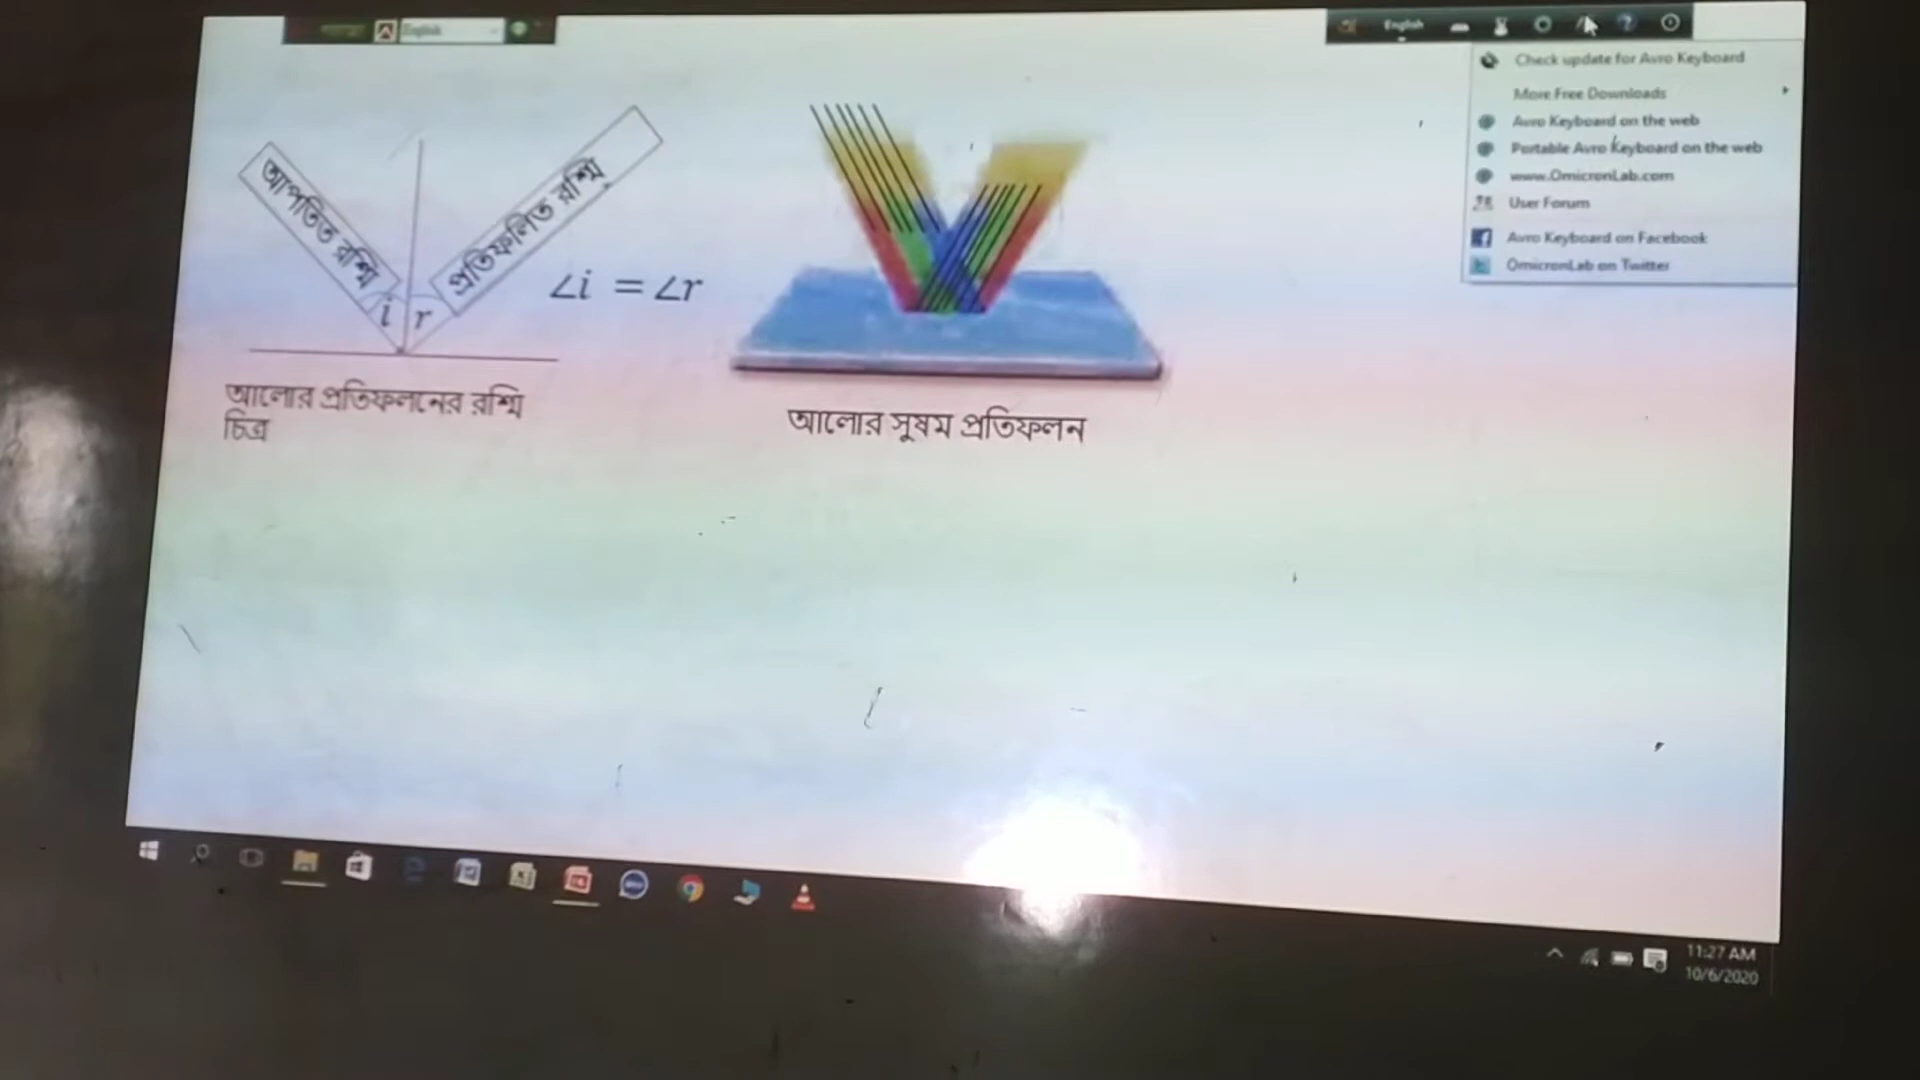 English
English
Check update for Avro Keyboard
More Free Downloads
Avro Keyboard on the web
Portable Avro Keyboard on the web
www.OmicronLab.com
User Forum
Avro Keyboard on Facebook
OmicronLab on Twitter
আপতিত রশ্মি
প্রতিফলিত রশ্মি
i r
∠i = ∠r
আলোর প্রতিফলনের রশ্মি
চিত্র
আলোর সুষম প্রতিফলন
11:27 AM
10/6/2020